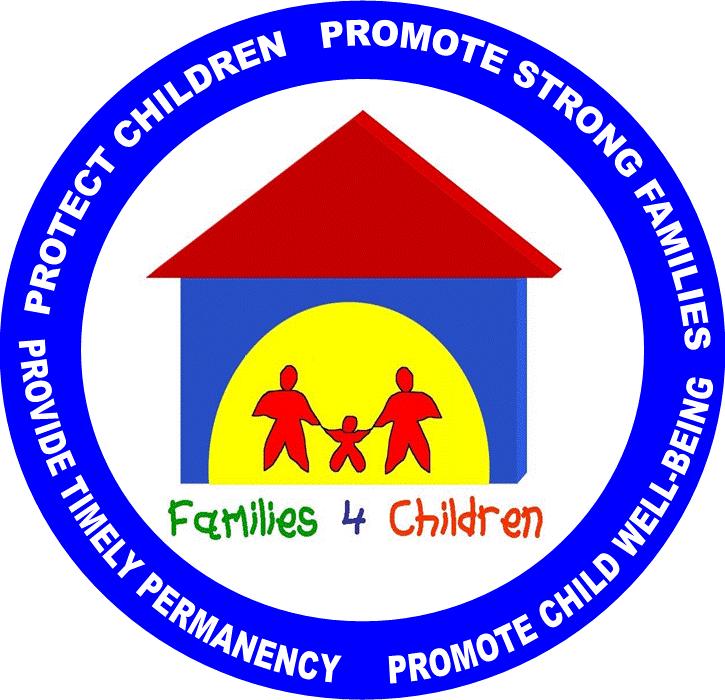 PROTECT CHILDREN
PROMOTE STRONG FAMILIES
PROMOTE CHILD WELL-BEING
PROVIDE TIMELY PERMANENCY
Families 4 Children